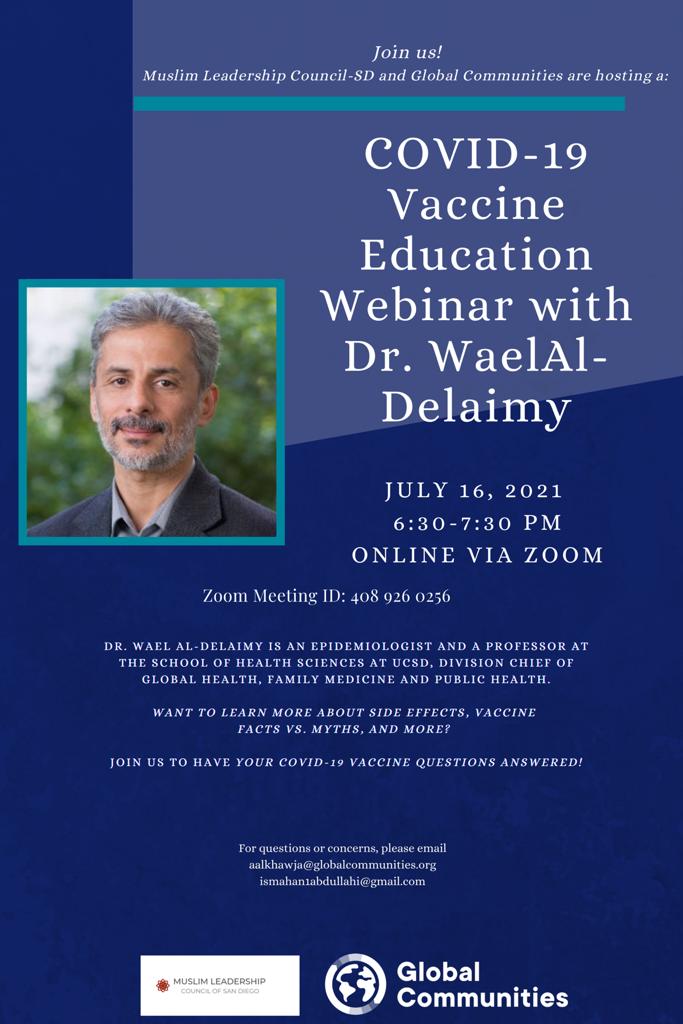 Join us!
Muslim Leadership Council-SD and Global Communities are hosting a:
COVID-19
Vaccine
Education
Webinar with
Dr. WaelAl-
Delaimy
JULY 16, 2021
6:30-7:30 PM
ONLINE VIA ZOOM
Zoom Meeting ID: 408 926 0256
DR. WAEL AL-DELAIMY IS AN EPIDEMIOLOGIST AND A PROFESSOR AT
THE SCHOOL OF HEALTH SCIENCES AT UCSD, DIVISION CHIEF OF
GLOBAL HEALTH, FAMILY MEDICINE AND PUBLIC HEALTH.
WANT TO LEARN MORE ABOUT SIDE EFFECTS, VACCINE
FACTS VS. MYTHS, AND MORE?
JOIN US TO HAVE YOUR COVID-19 VACCINE QUESTIONS ANSWERED!
For questions or concerns, please email
aalkhawja@globalcommunities.org
ismahan1abdullahi@gmail.com
MUSLIM LEADERSHIP
COUNCIL OF SAN DIEGO
Global
Communities